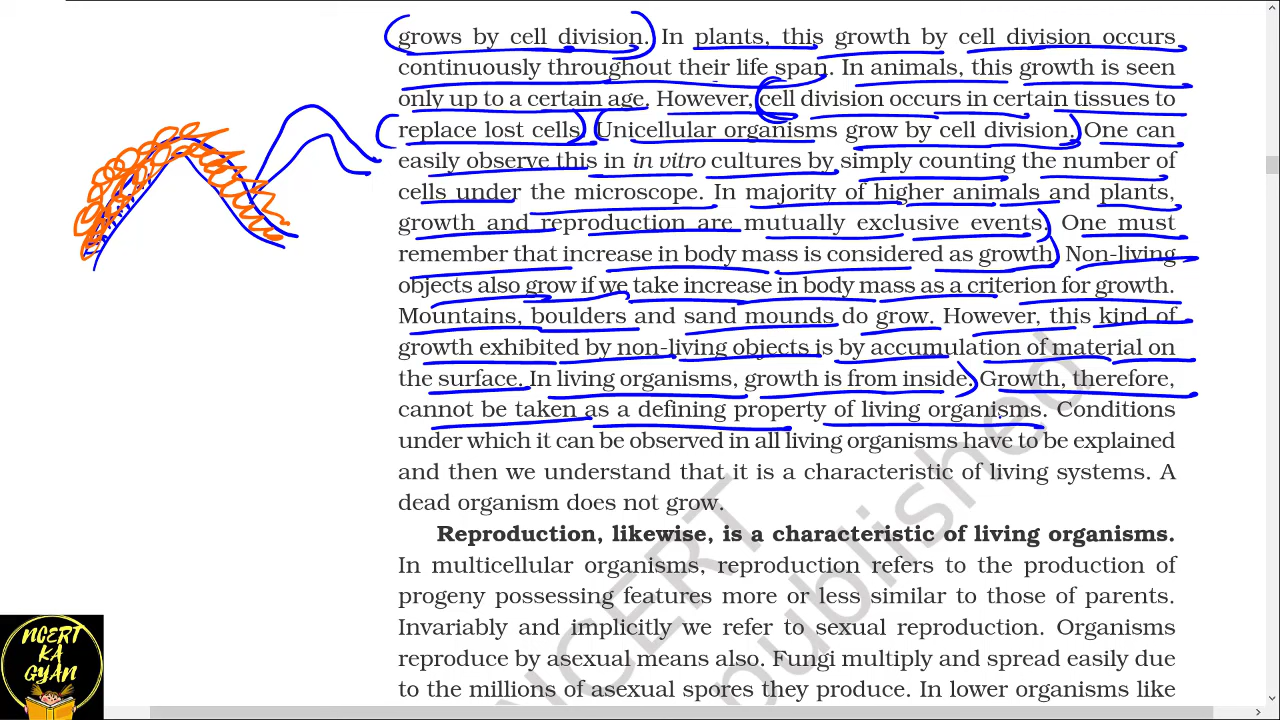 grows by cell division. In plants, this growth by cell division occurs
continuously throughout their life span. In animals, this growth is seen
only up to a certain age. However, cell division occurs in certain tissues to
replace lost cells. Unicellular organisms grow by cell division. One can
easily observe this in in vitro cultures by simply counting the number of
cells under the microscope. In majority of higher animals and plants,
growth and reproduction are mutually exclusive events. One must
remember that increase in body mass is considered as growth. Non-living
objects also grow if we take increase in body mass as a criterion for growth.
Mountains, boulders and sand mounds do grow. However, this kind of
growth exhibited by non-living objects is by accumulation of material on
the surface. In living organisms, growth is from inside. Growth, therefore,
cannot be taken as a defining property of living organisms. Conditions
under which it can be observed in all living organisms have to be explained
and then we understand that it is a characteristic of living systems. A
dead organism does not grow.
Reproduction, likewise, is a characteristic of living organisms.
In multicellular organisms, reproduction refers to the production of
progeny possessing features more or less similar to those of parents.
Invariably and implicitly we refer to sexual reproduction. Organisms
reproduce by asexual means also. Fungi multiply and spread easily due
to the millions of asexual spores they produce. In lower organisms like
NCERT
published
NCERT
KA
GYAN